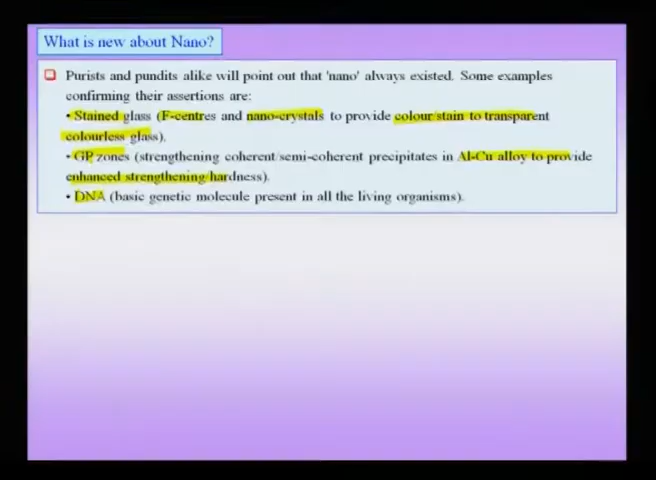 What is new about Nano?
Purists and pundits alike will point out that 'nano' always existed. Some examples
confirming their assertions are:
• Stained glass (F-centres and nano-crystals to provide colour/stain to transparent
colourless glass).
• GP zones (strengthening coherent/semi-coherent precipitates in Al-Cu alloy to provide
enhanced strengthening/hardness).
• DNA (basic genetic molecule present in all the living organisms).